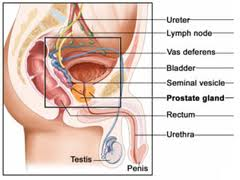 Ureter
Lymph node
Vas deferens
Bladder
Seminal vesicle
Prostate gland
Rectum
Urethra
Testis
Penis